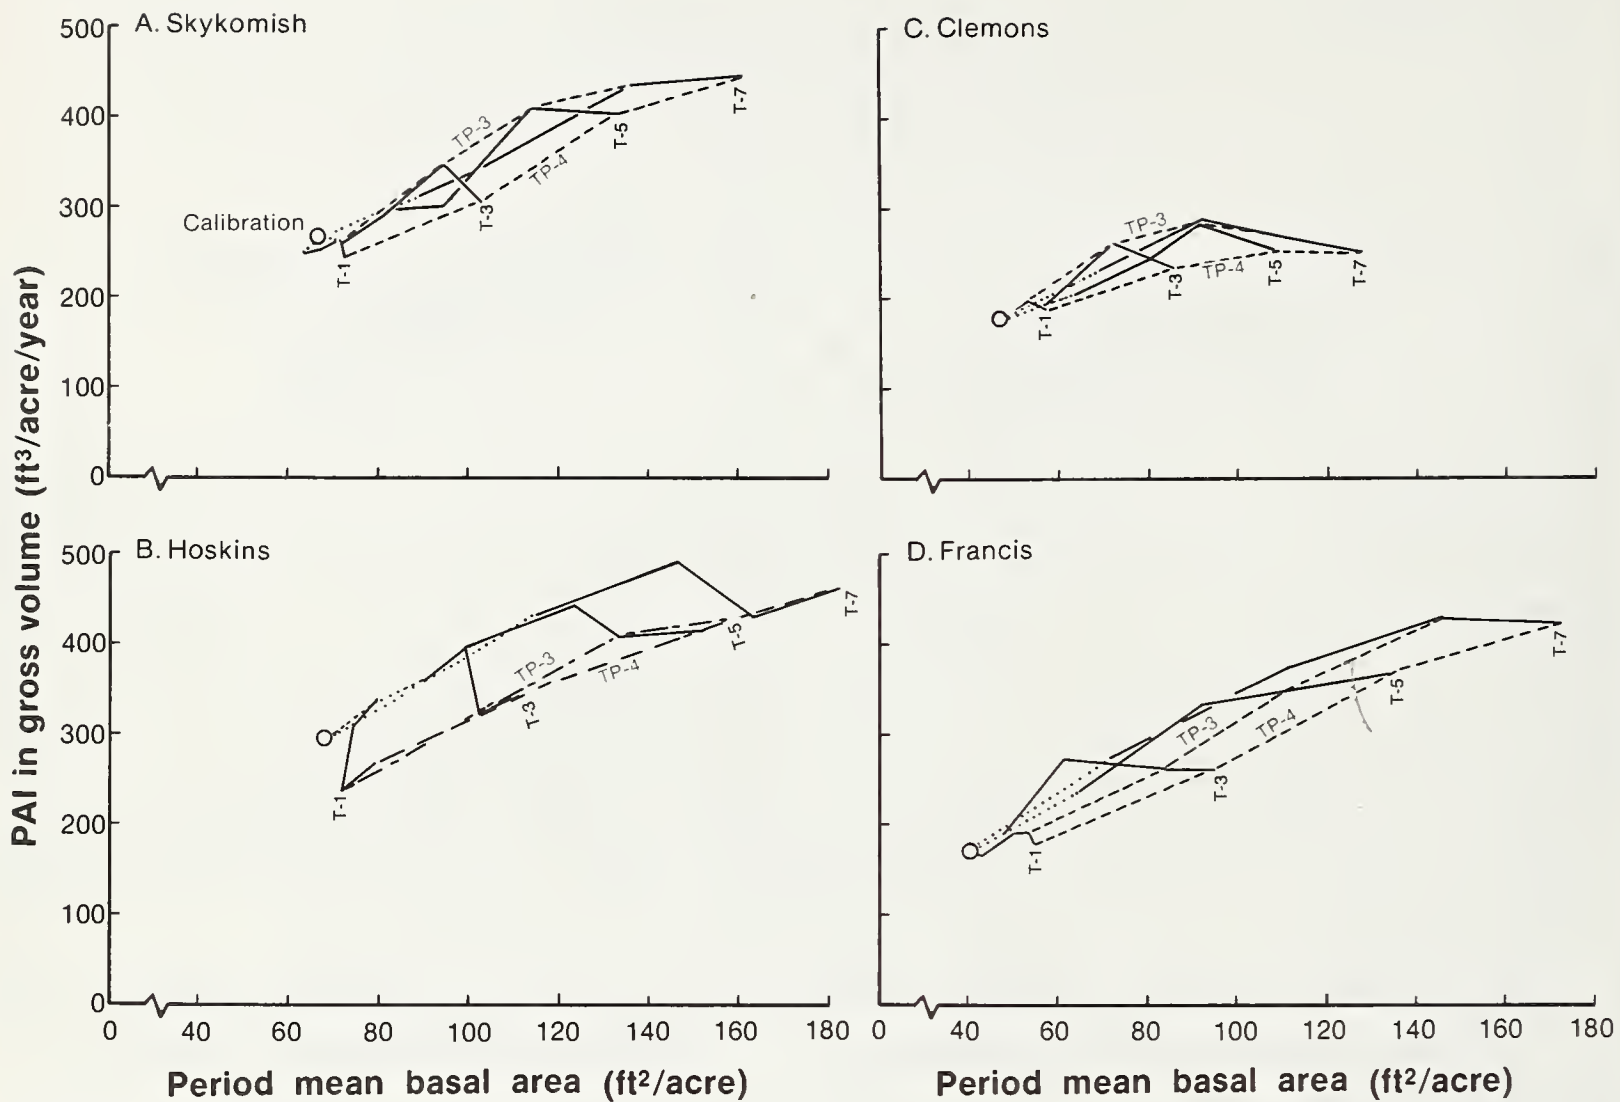 PAI in gross volume (ft³/acre/year)
A. Skykomish
500
400
300
200
100
0
Calibration
TP-3
TP-4
T-1
T-3
T-5
T-7
C. Clemons
TP-3
TP-4
T-1
T-3
T-5
T-7
B. Hoskins
500
400
300
200
100
0
TP-3
TP-4
T-1
T-3
T-5
T-7
0 40 60 80 100 120 140 160 180
Period mean basal area (ft²/acre)
D. Francis
TP-3
TP-4
T-1
T-3
T-5
T-7
0 40 60 80 100 120 140 160 180
Period mean basal area (ft²/acre)